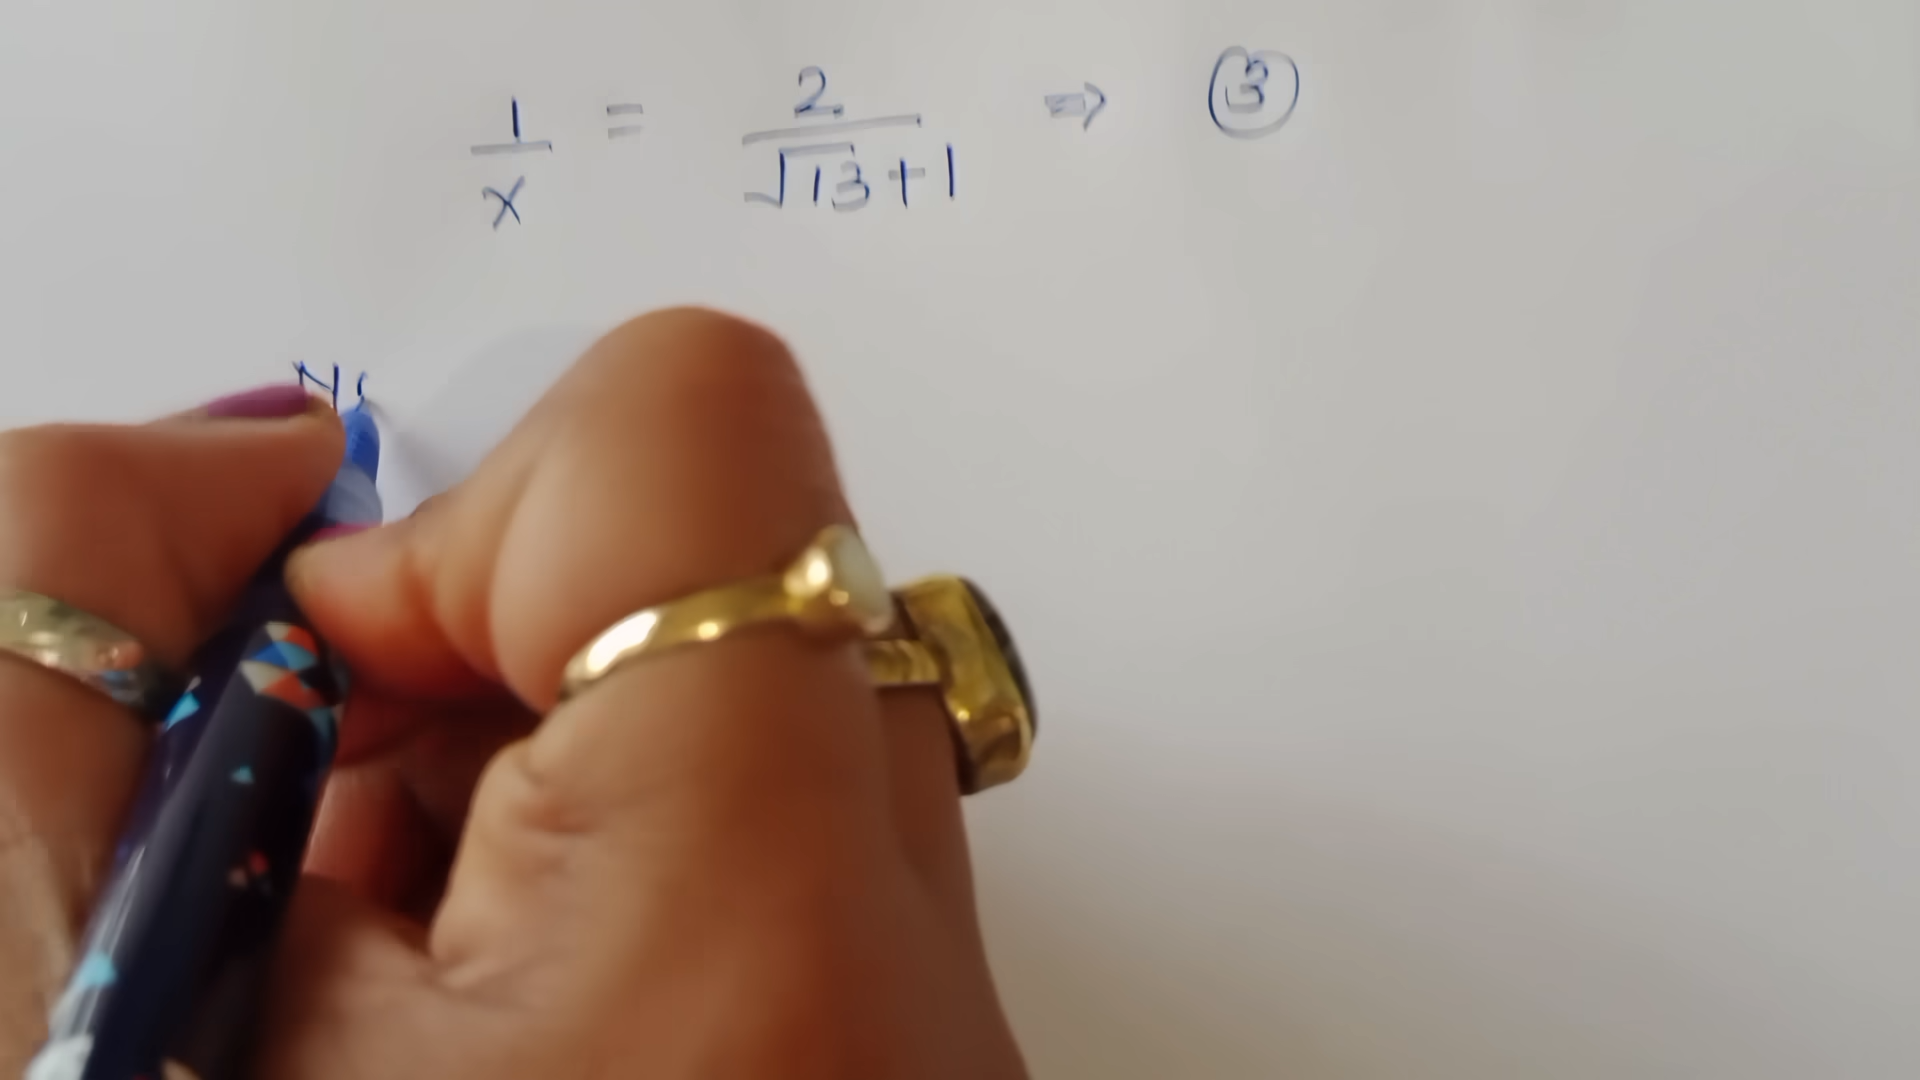 1/x = 2/(√13+1) ⇒ ③